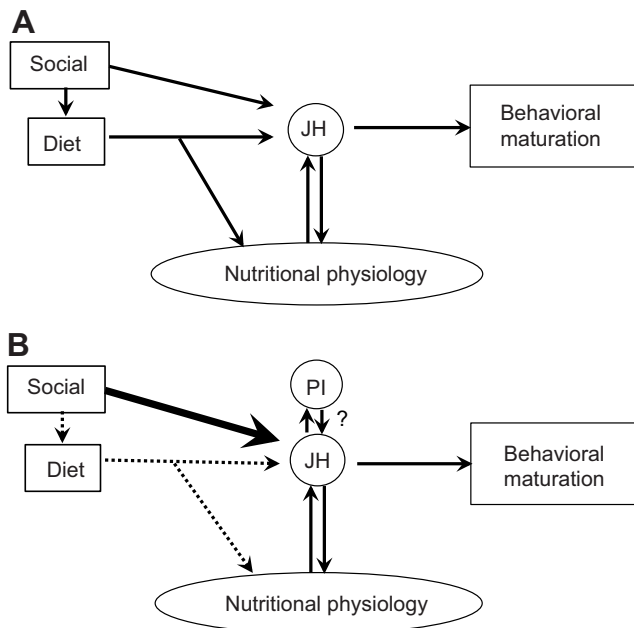 A
Social
Diet
JH
Behavioral
maturation
Nutritional physiology
B
Social
PI
?
Diet
JH
Behavioral
maturation
Nutritional physiology